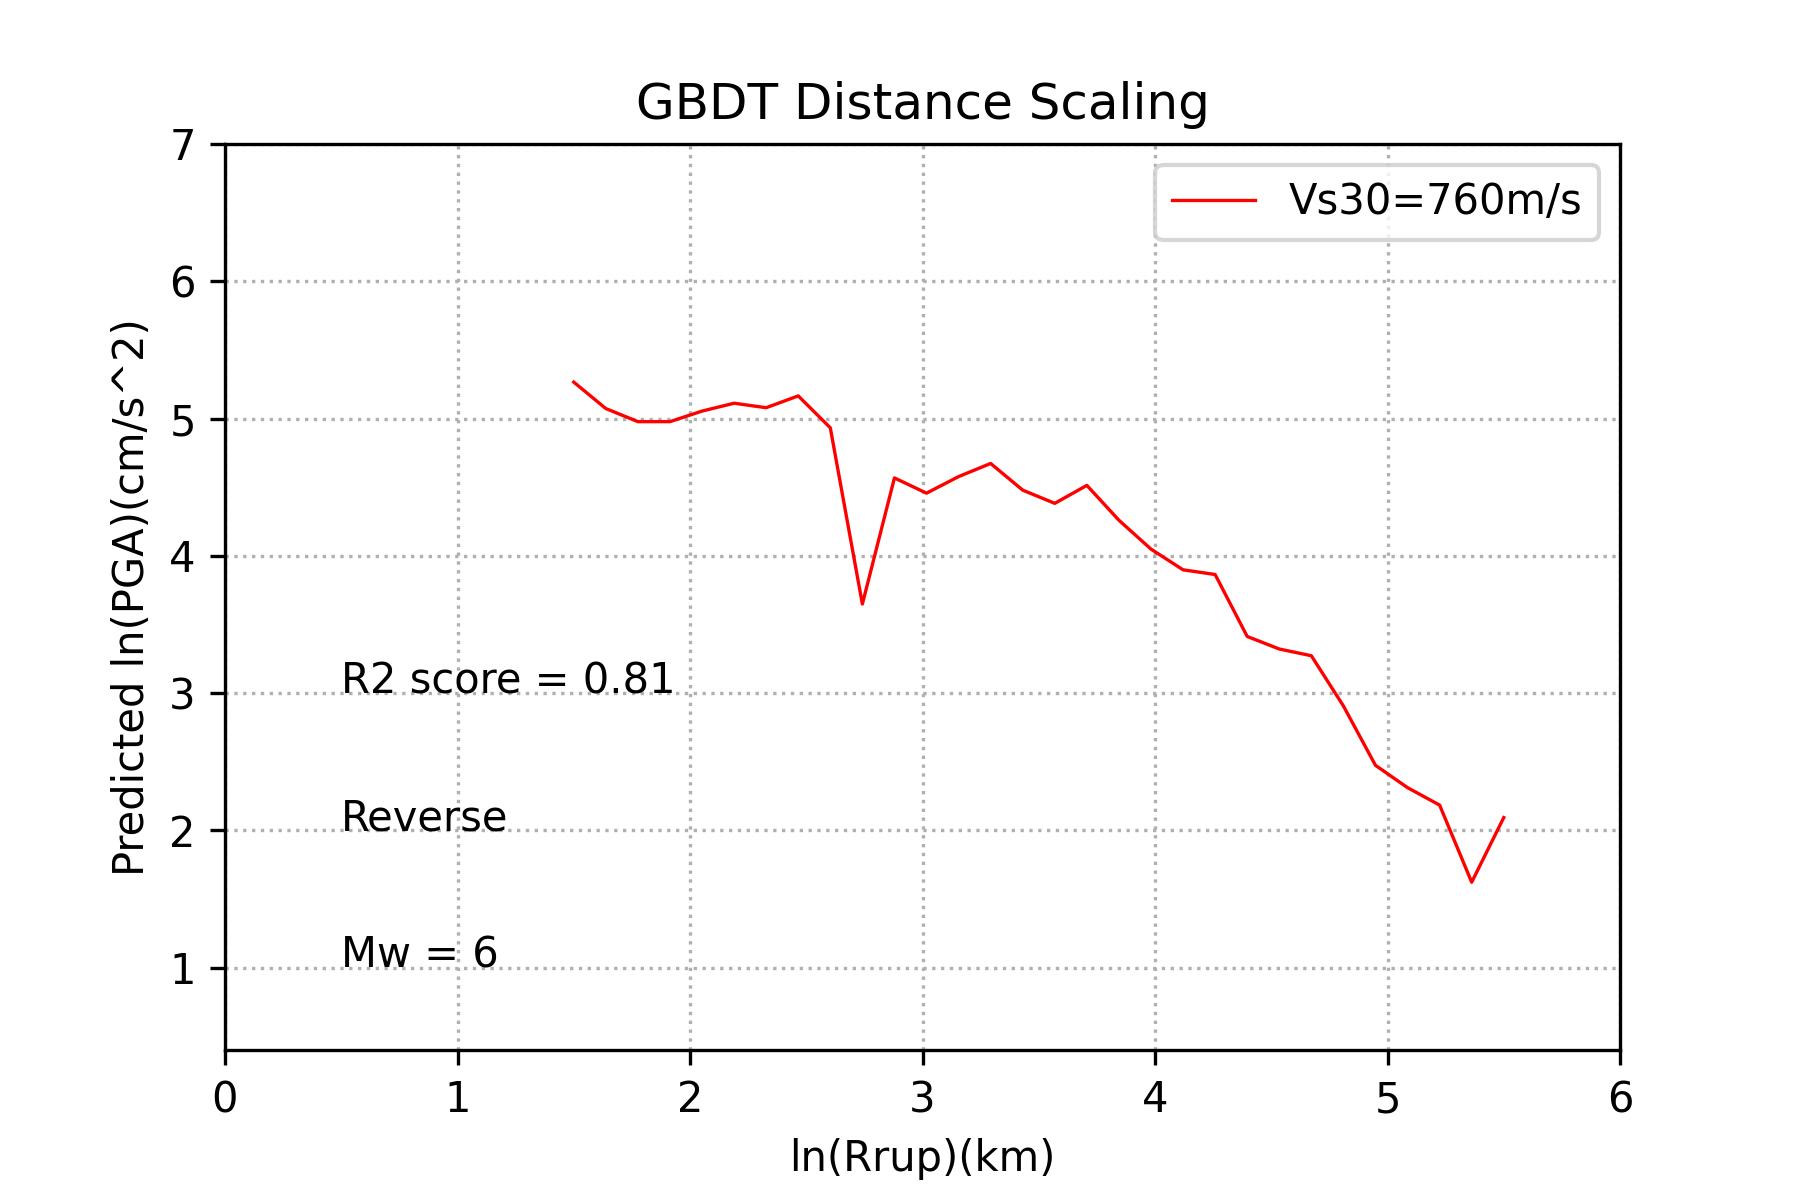 GBDT Distance Scaling
7
6
5
4
3
2
1
Predicted ln(PGA)(cm/s^2)
Vs30=760m/s
R2 score = 0.81
Reverse
Mw = 6
0 1 2 3 4 5 6
ln(Rrup)(km)